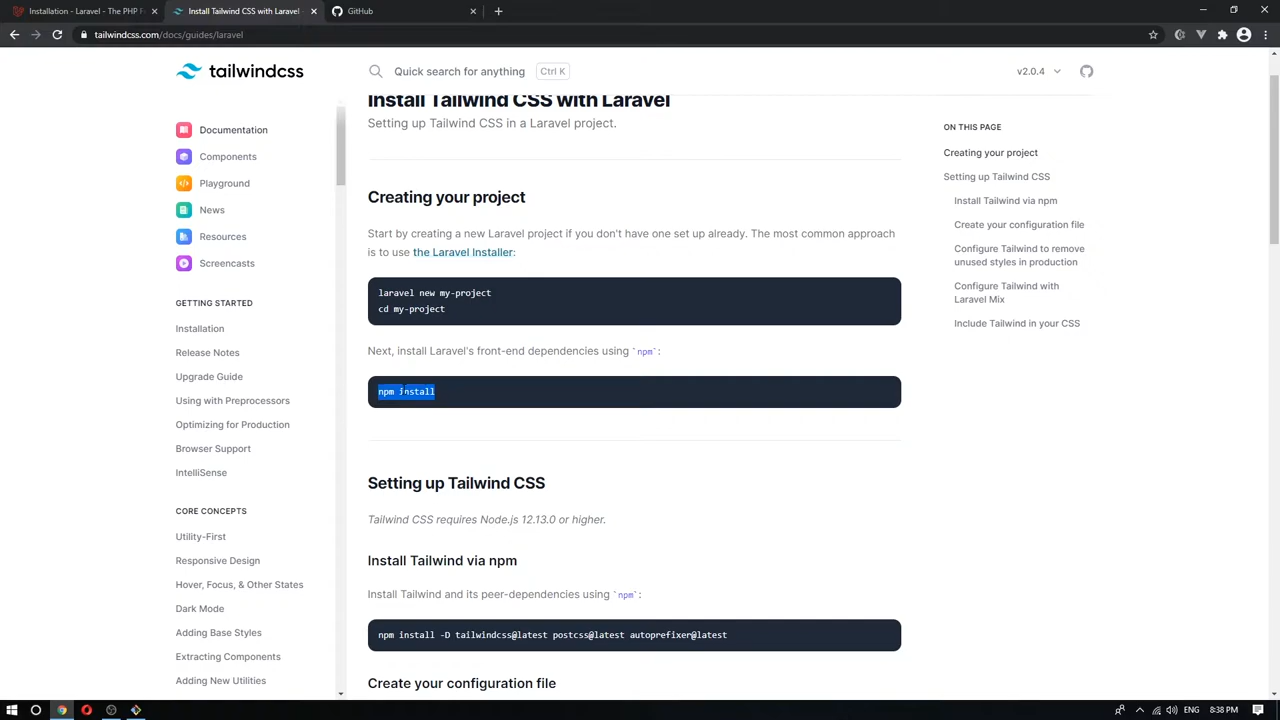 Installation - Laravel - The PHP F
Install Tailwind CSS with Laravel
GitHub
tailwindcss.com/docs/guides/laravel
tailwindcss
Quick search for anything
Ctrl K
v2.0.4
Documentation
Components
Playground
News
Resources
Screencasts
GETTING STARTED
Installation
Release Notes
Upgrade Guide
Using with Preprocessors
Optimizing for Production
Browser Support
IntelliSense
CORE CONCEPTS
Utility-First
Responsive Design
Hover, Focus, & Other States
Dark Mode
Adding Base Styles
Extracting Components
Adding New Utilities
Install Tailwind CSS with Laravel
Setting up Tailwind CSS in a Laravel project.
Creating your project
Start by creating a new Laravel project if you don't have one set up already. The most common approach
is to use the Laravel Installer:
laravel new my-project
cd my-project
Next, install Laravel's front-end dependencies using `npm`:
npm install
Setting up Tailwind CSS
Tailwind CSS requires Node.js 12.13.0 or higher.
Install Tailwind via npm
Install Tailwind and its peer-dependencies using `npm`:
npm install -D tailwindcss@latest postcss@latest autoprefixer@latest
Create your configuration file
ON THIS PAGE
Creating your project
Setting up Tailwind CSS
Install Tailwind via npm
Create your configuration file
Configure Tailwind to remove
unused styles in production
Configure Tailwind with
Laravel Mix
Include Tailwind in your CSS
ENG
8:38 PM